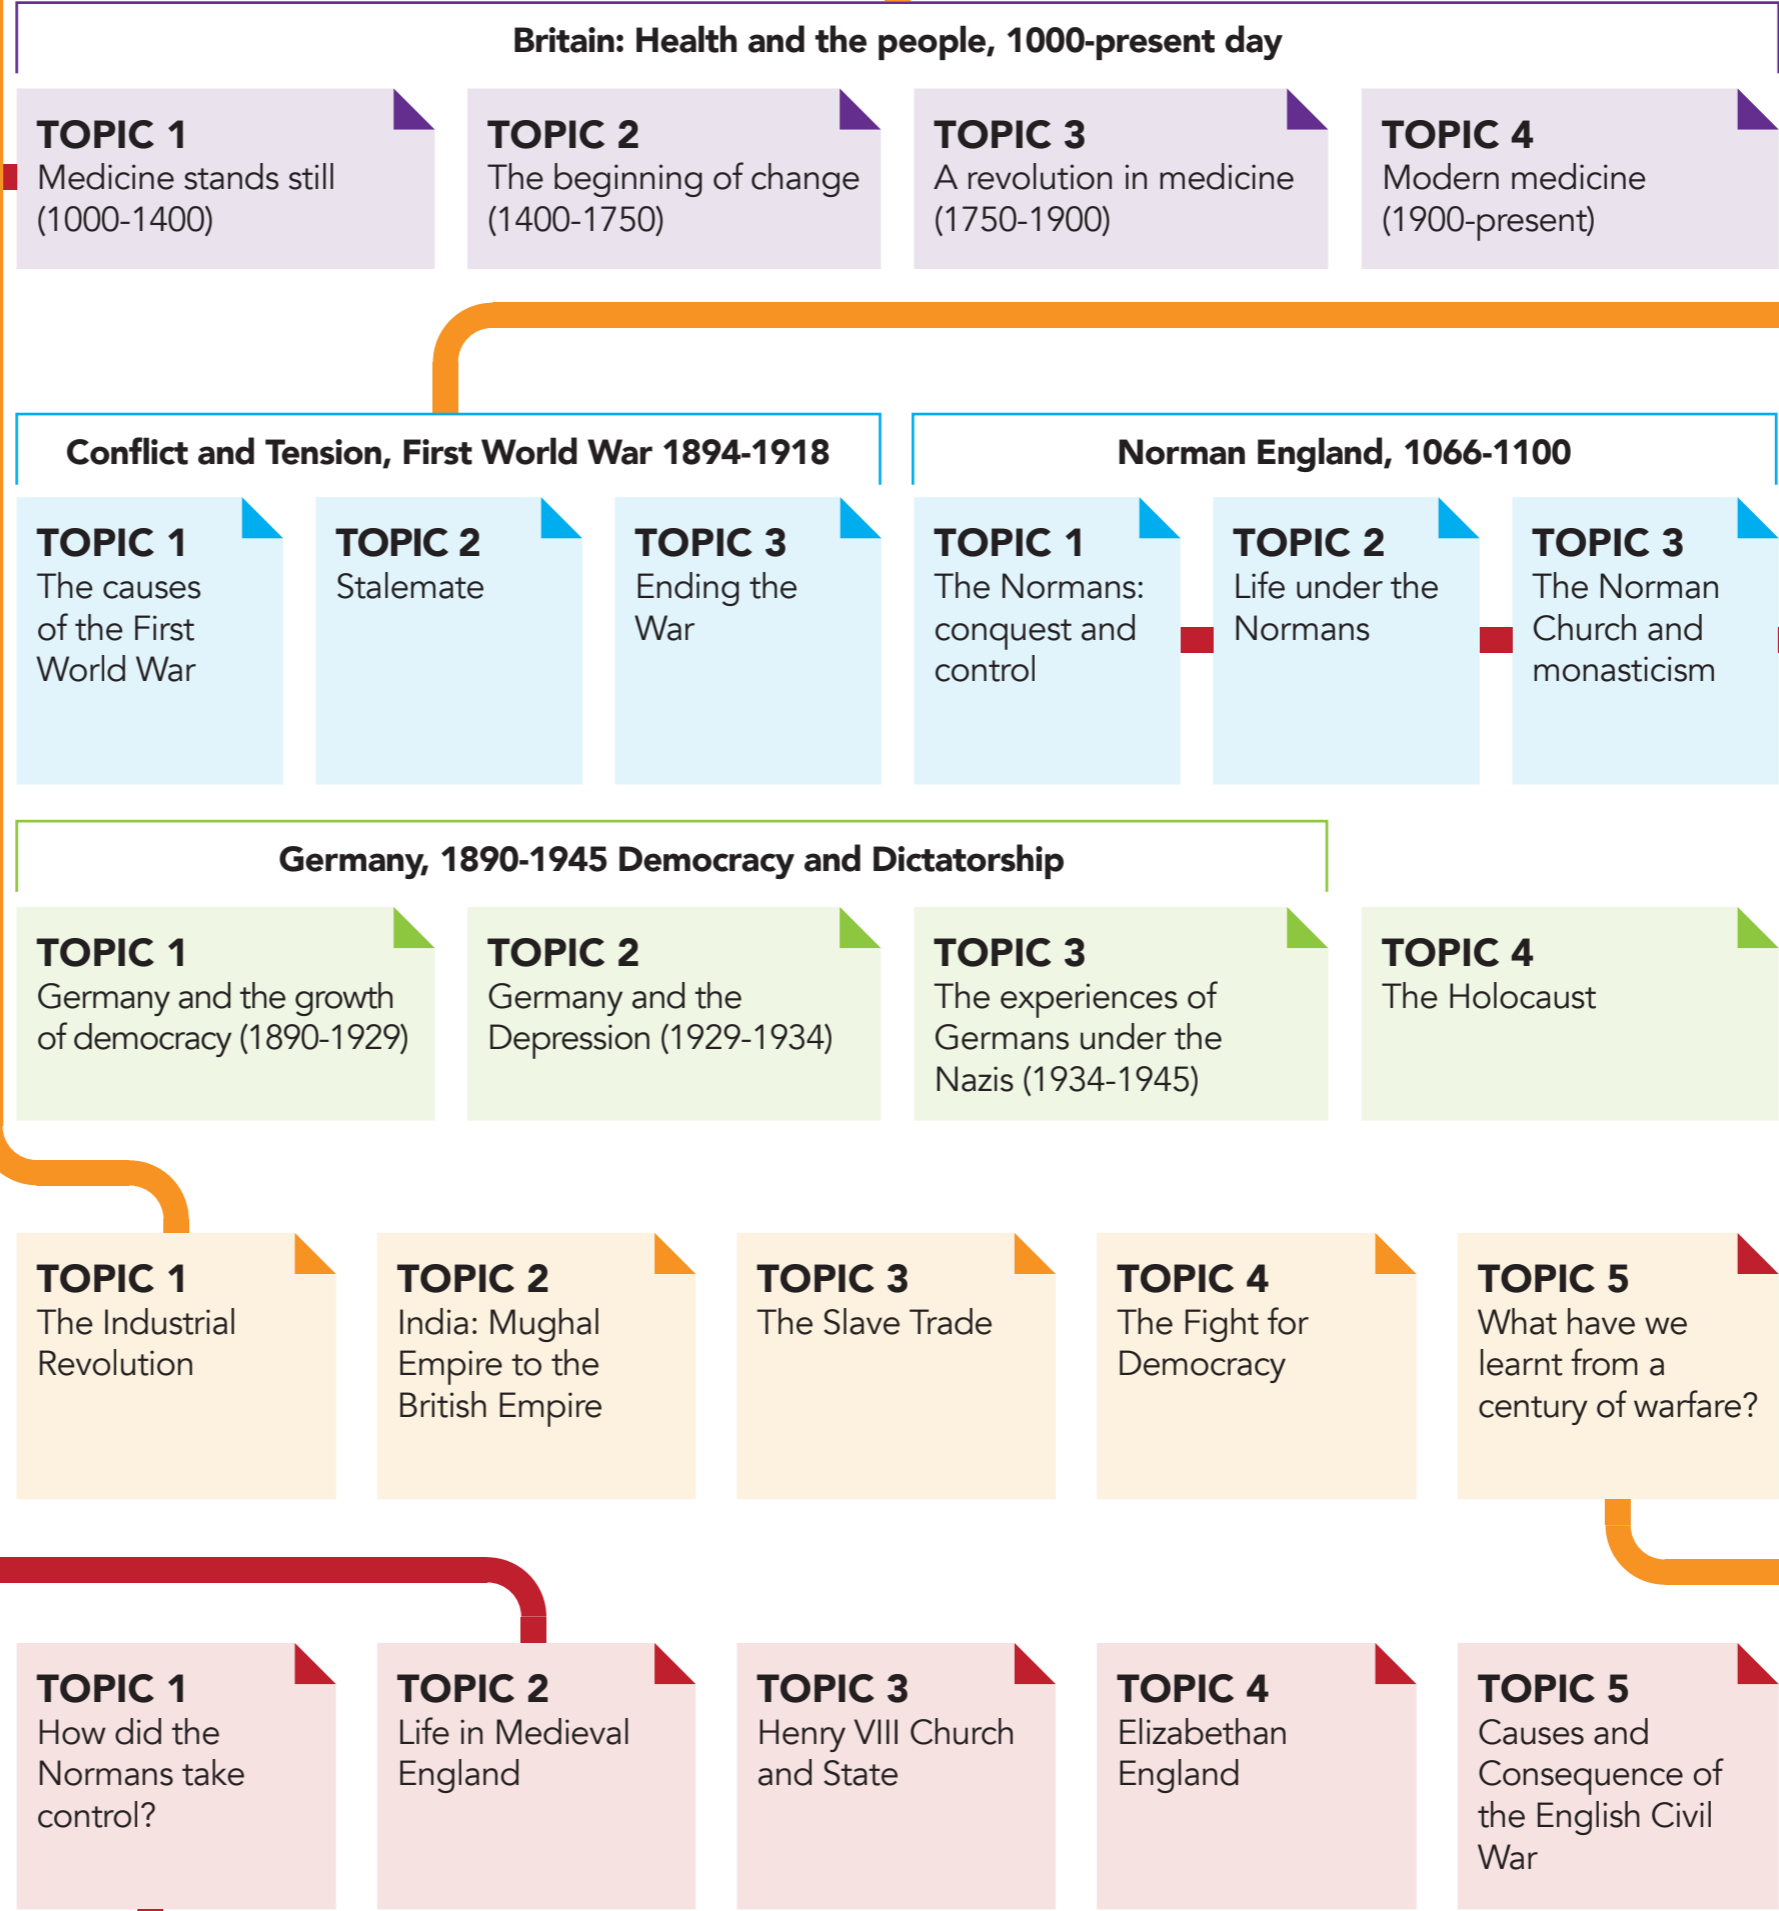 Britain: Health and the people, 1000-present day
TOPIC 1
Medicine stands still
(1000-1400)
TOPIC 2
The beginning of change
(1400-1750)
TOPIC 3
A revolution in medicine
(1750-1900)
TOPIC 4
Modern medicine
(1900-present)
Conflict and Tension, First World War 1894-1918
TOPIC 1
The causes
of the First
World War
TOPIC 2
Stalemate
TOPIC 3
Ending the
War
Norman England, 1066-1100
TOPIC 1
The Normans:
conquest and
control
TOPIC 2
Life under the
Normans
TOPIC 3
The Norman
Church and
monasticism
Germany, 1890-1945 Democracy and Dictatorship
TOPIC 1
Germany and the growth
of democracy (1890-1929)
TOPIC 2
Germany and the
Depression (1929-1934)
TOPIC 3
The experiences of
Germans under the
Nazis (1934-1945)
TOPIC 4
The Holocaust
TOPIC 1
The Industrial
Revolution
TOPIC 2
India: Mughal
Empire to the
British Empire
TOPIC 3
The Slave Trade
TOPIC 4
The Fight for
Democracy
TOPIC 5
What have we
learnt from a
century of warfare?
TOPIC 1
How did the
Normans take
control?
TOPIC 2
Life in Medieval
England
TOPIC 3
Henry VIII Church
and State
TOPIC 4
Elizabethan
England
TOPIC 5
Causes and
Consequence of
the English Civil
War